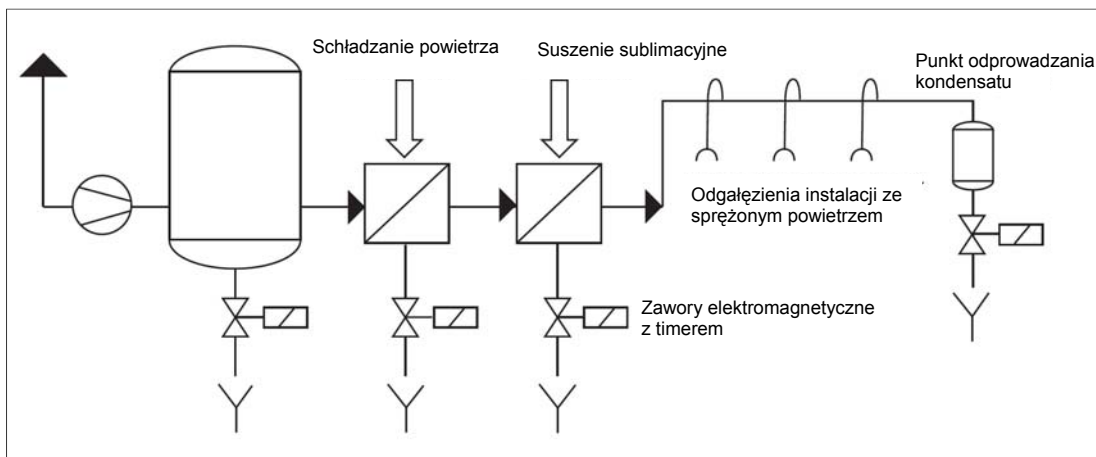 Schładzanie powietrza
Suszenie sublimacyjne
Punkt odprowadzania
kondensatu
Odgałęzienia instalacji ze
sprężonym powietrzem
Zawory elektromagnetyczne
z timerem